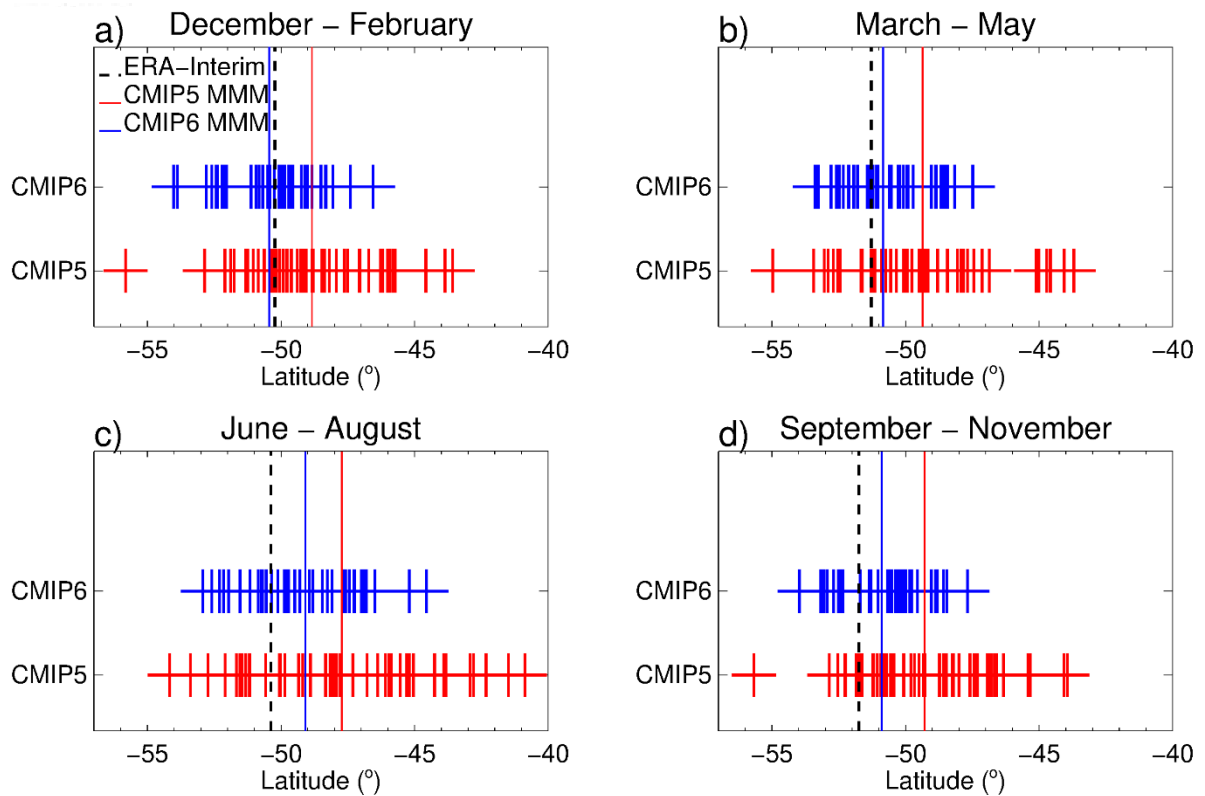 a) December – February
ERA–Interim
CMIP5 MMM
CMIP6 MMM
CMIP6
CMIP5
−55 −50 −45 −40
Latitude (°)
b) March – May
CMIP6
CMIP5
−55 −50 −45 −40
Latitude (°)
c) June – August
CMIP6
CMIP5
−55 −50 −45 −40
Latitude (°)
d) September – November
CMIP6
CMIP5
−55 −50 −45 −40
Latitude (°)